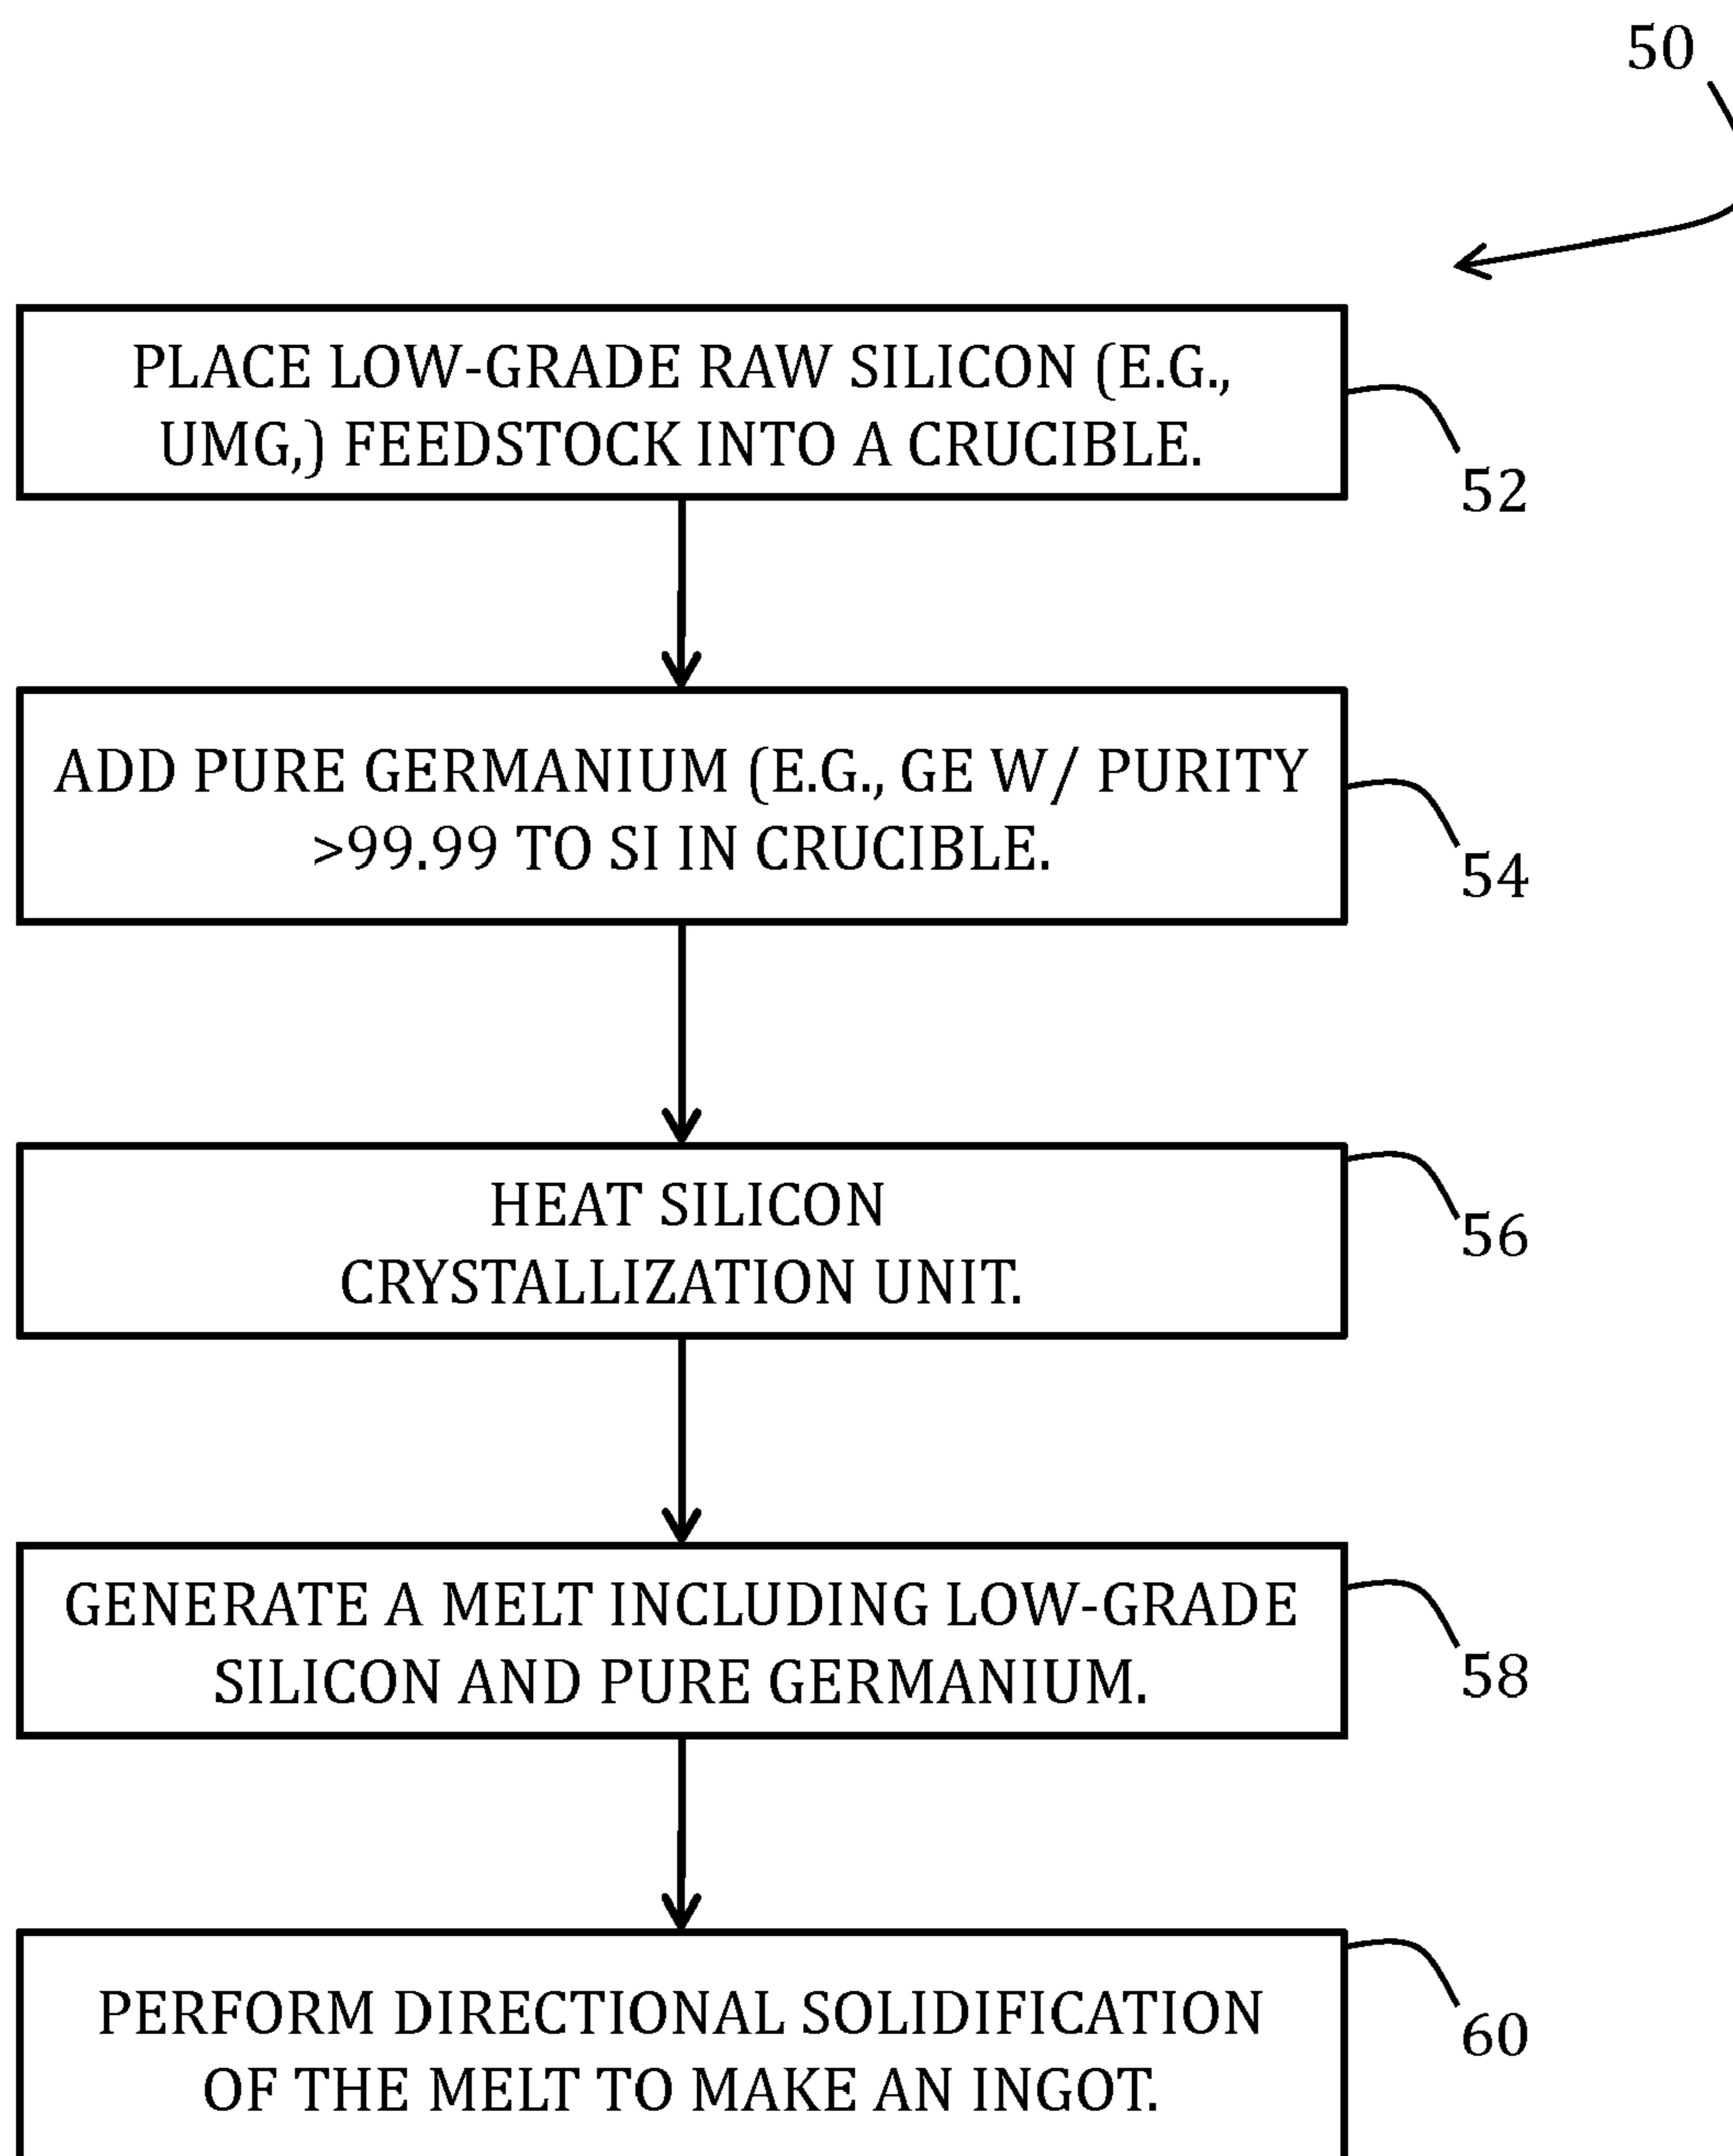 50
PLACE LOW-GRADE RAW SILICON (E.G.,
UMG,) FEEDSTOCK INTO A CRUCIBLE.
52
ADD PURE GERMANIUM (E.G., GE W/ PURITY
>99.99 TO SI IN CRUCIBLE.
54
HEAT SILICON
CRYSTALLIZATION UNIT.
56
GENERATE A MELT INCLUDING LOW-GRADE
SILICON AND PURE GERMANIUM.
58
PERFORM DIRECTIONAL SOLIDIFICATION
OF THE MELT TO MAKE AN INGOT.
60